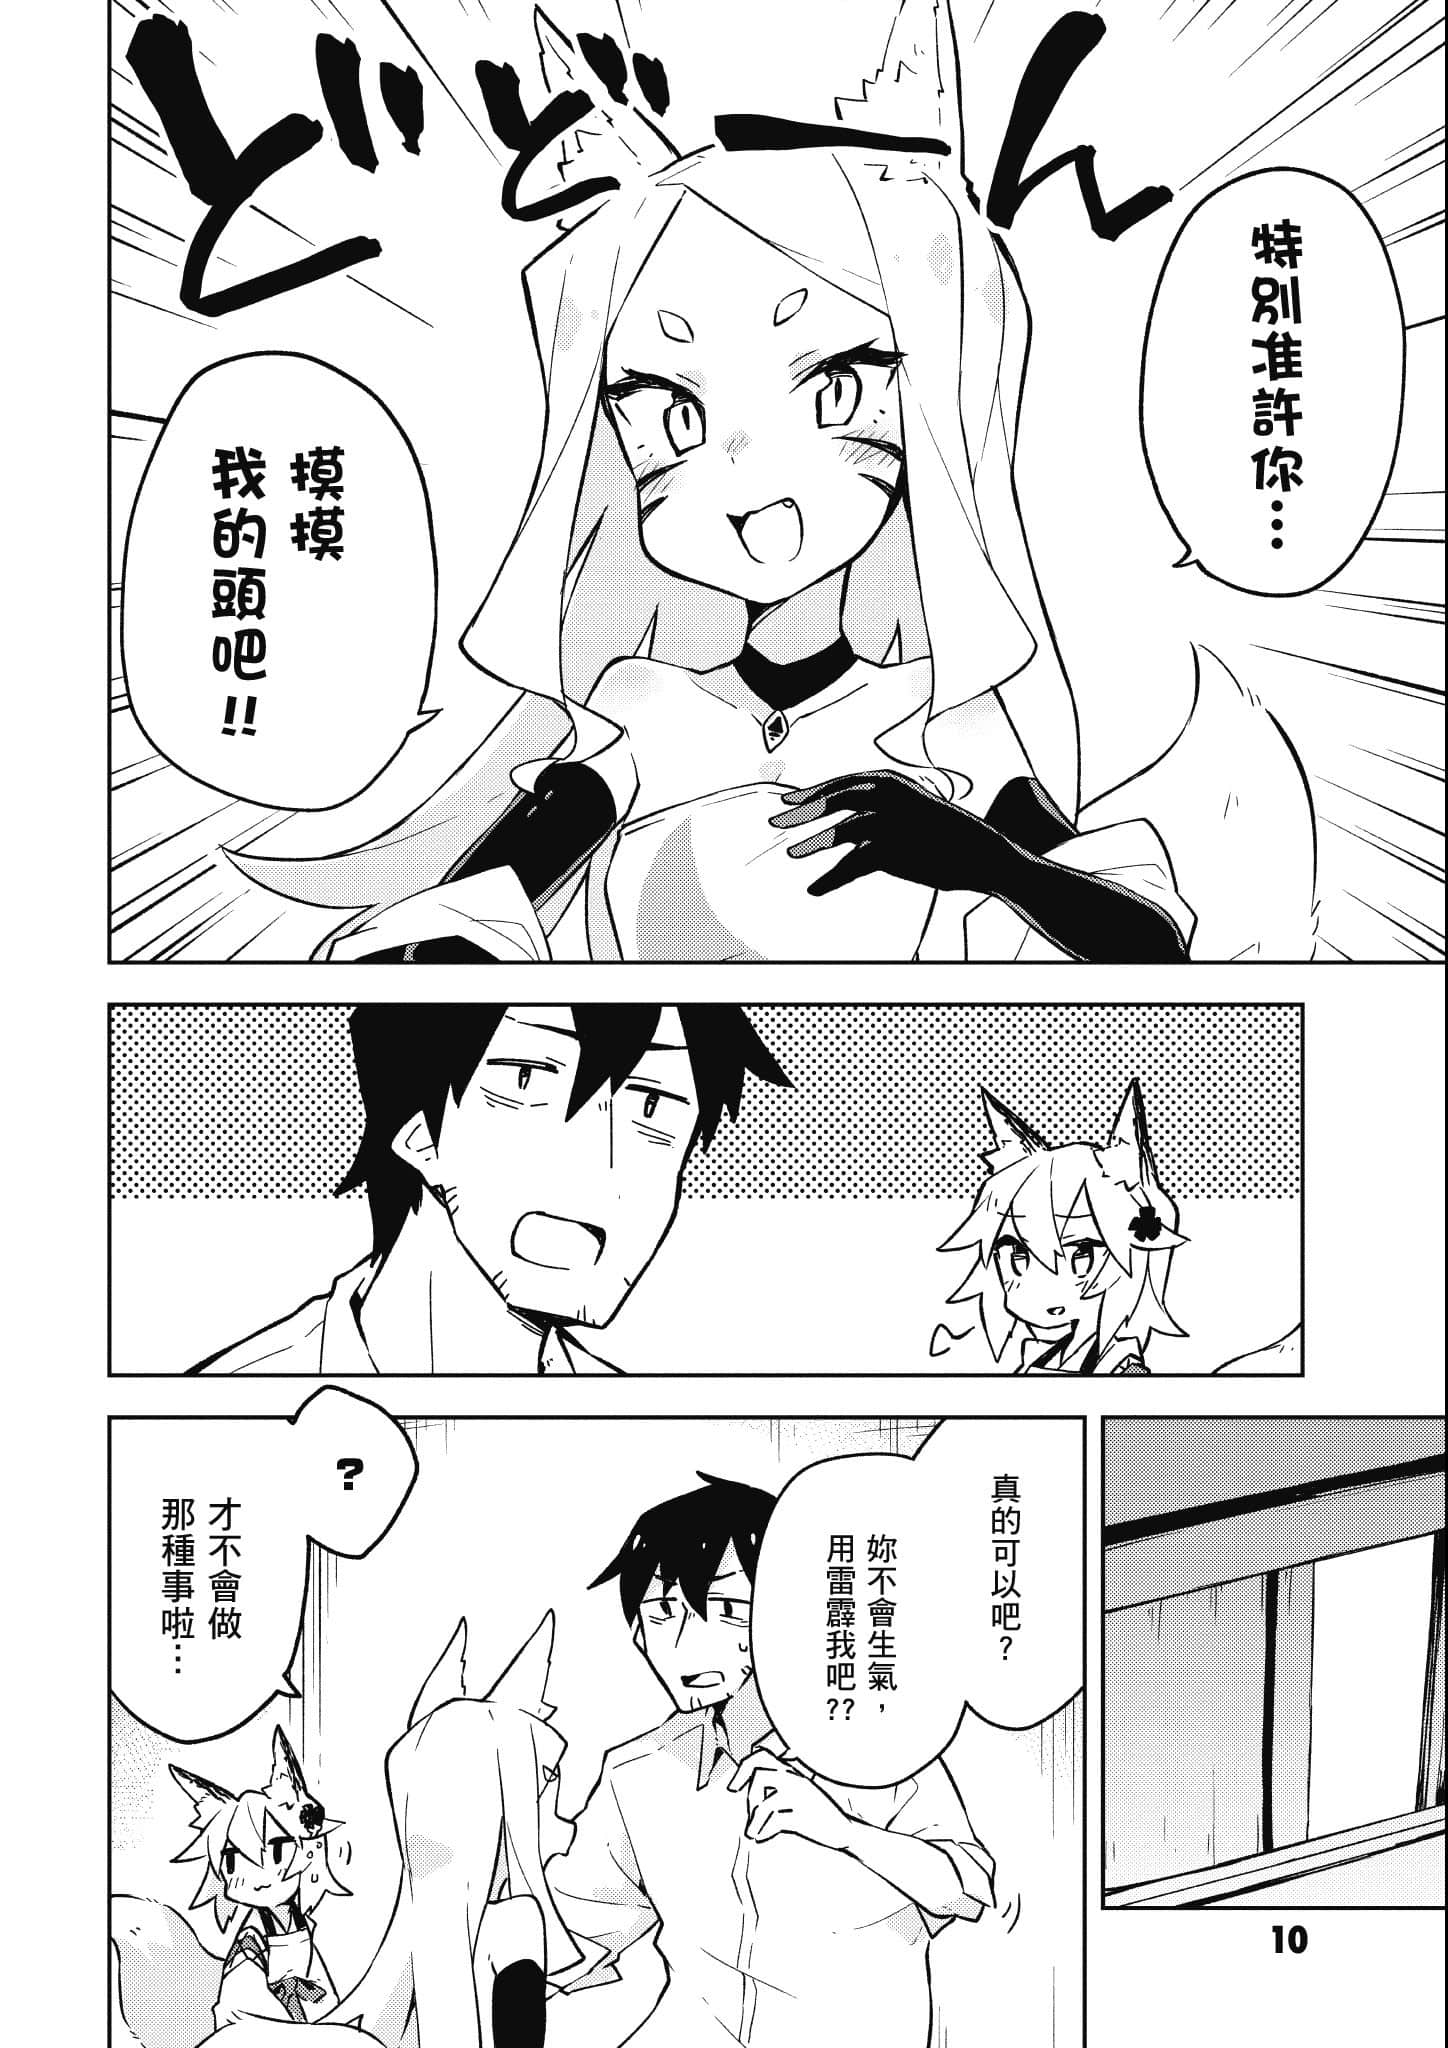 どどーん
特別准許你…
摸摸
我的頭吧!!
真的可以吧?
妳不會生氣，
用雷霹我吧??
?
才不會做
那種事啦…
10